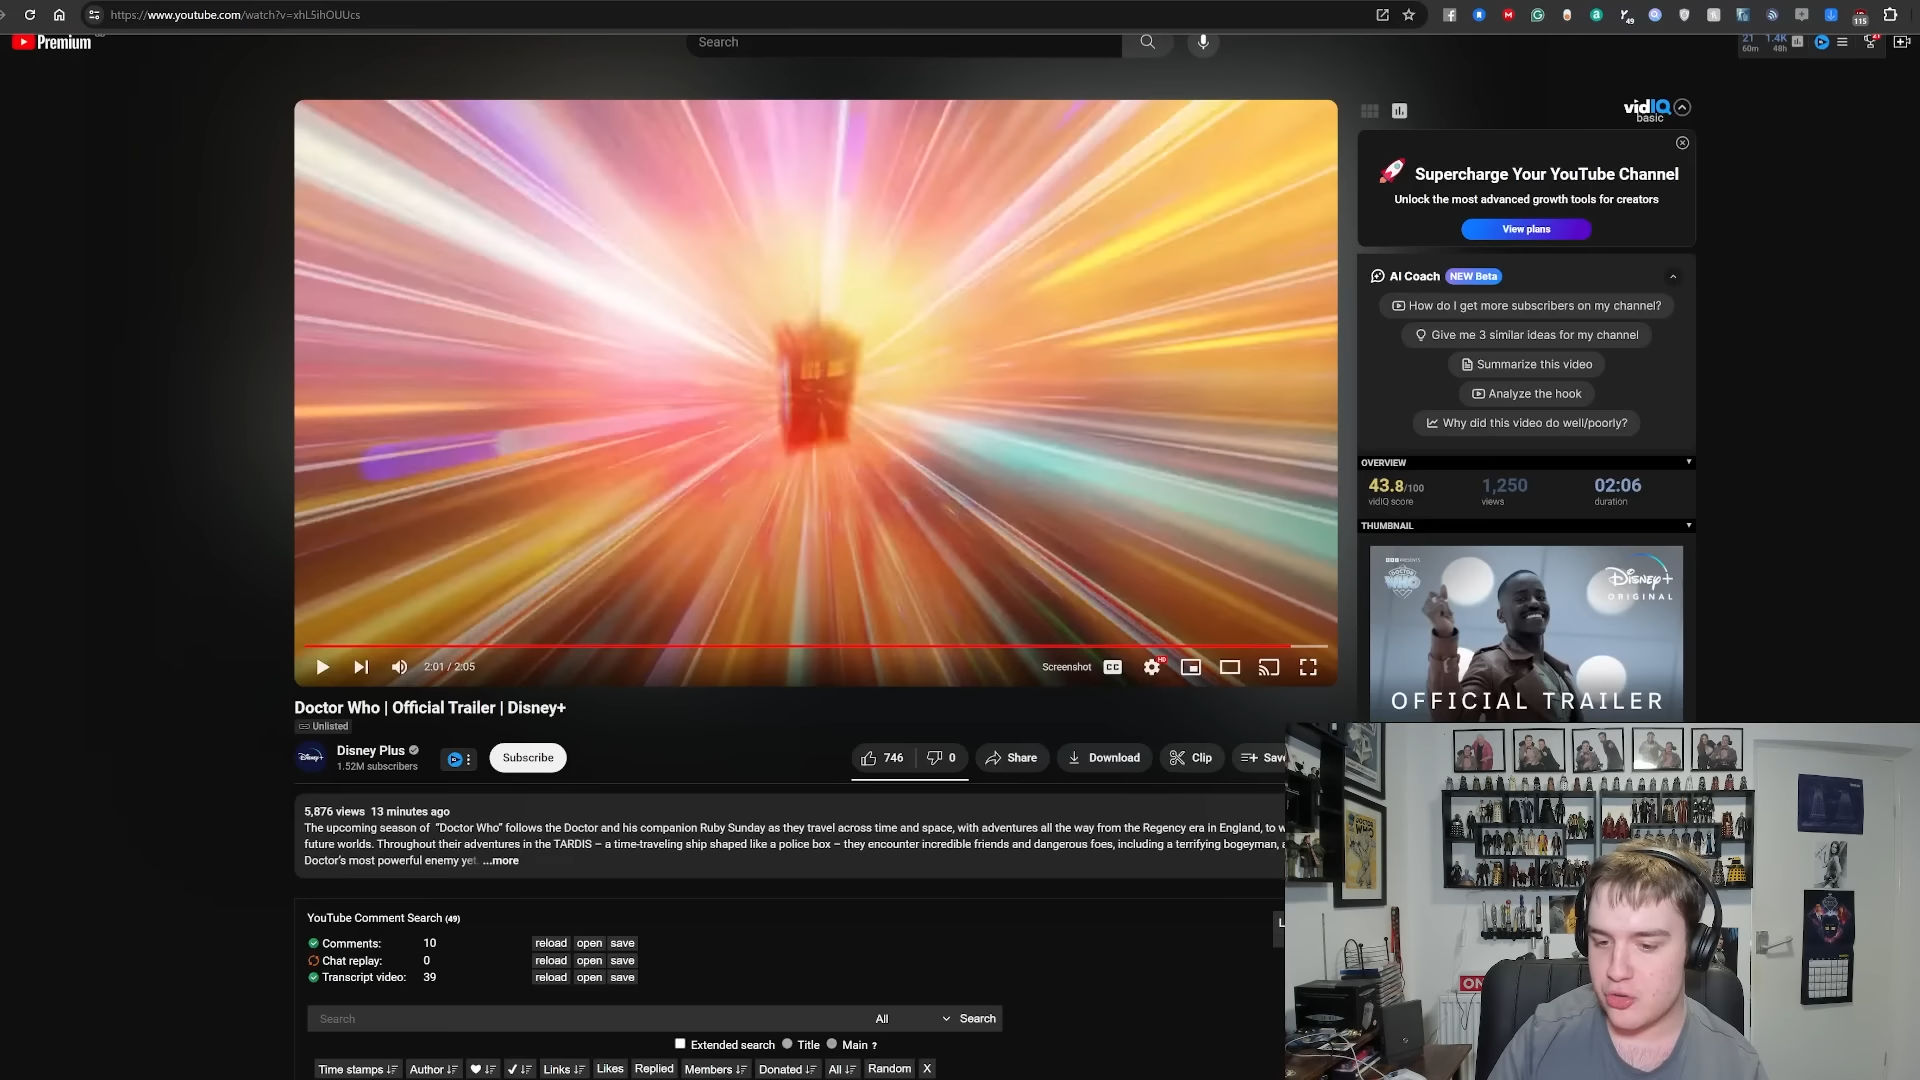 https://www.youtube.com/watch?v=xhL5ihOUUcs
49
115
Premium
Search
21
60m
1.4K
48h
vidIQ
basic
Supercharge Your YouTube Channel
Unlock the most advanced growth tools for creators
View plans
AI Coach NEW Beta
How do I get more subscribers on my channel?
Give me 3 similar ideas for my channel
Summarize this video
Analyze the hook
Why did this video do well/poorly?
OVERVIEW
43.8/100 1,250 02:06
vidIQ score views duration
THUMBNAIL
DOCTOR WHO
Disney+
ORIGINAL
OFFICIAL TRAILER
2:01 / 2:05
Screenshot CC HD
Doctor Who | Official Trailer | Disney+
Unlisted
Disney Plus
1.52M subscribers
Subscribe
746 0 Share Download Clip Save
5,876 views 13 minutes ago
The upcoming season of “Doctor Who” follows the Doctor and his companion Ruby Sunday as they travel across time and space, with adventures all the way from the Regency era in England, to w
future worlds. Throughout their adventures in the TARDIS – a time-traveling ship shaped like a police box – they encounter incredible friends and dangerous foes, including a terrifying bogeyman, a
Doctor’s most powerful enemy yet. ...more
YouTube Comment Search (49)
Comments: 10 reload open save
Chat replay: 0 reload open save
Transcript video: 39 reload open save
Search All Search
Extended search Title Main ?
Time stamps Author Links Likes Replied Members Donated All Random X
ON